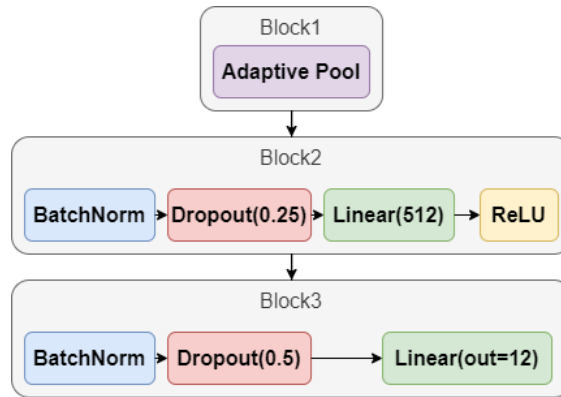 Block1
Adaptive Pool
Block2
BatchNorm Dropout(0.25) Linear(512) ReLU
Block3
BatchNorm Dropout(0.5) Linear(out=12)